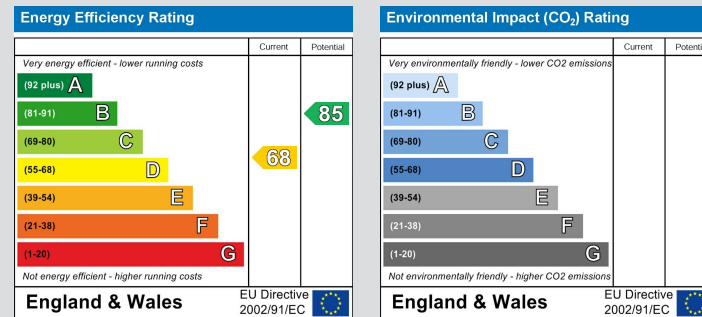 Energy Efficiency Rating
Current Potential
Very energy efficient - lower running costs
(92 plus) A
(81-91) B
85
(69-80) C
(55-68) D
68
(39-54) E
(21-38) F
(1-20) G
Not energy efficient - higher running costs
England & Wales
EU Directive
2002/91/EC
Environmental Impact (CO₂) Rating
Current Potenti
Very environmentally friendly - lower CO2 emissions
(92 plus) A
(81-91) B
(69-80) C
(55-68) D
(39-54) E
(21-38) F
(1-20) G
Not environmentally friendly - higher CO2 emissions
England & Wales
EU Directive
2002/91/EC